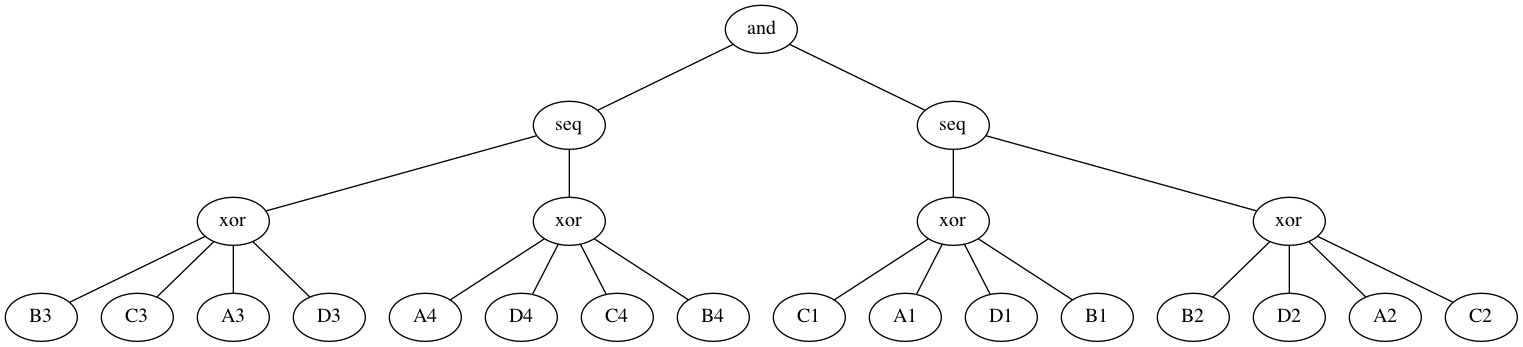 and
seq seq
xor xor xor xor
B3 C3 A3 D3 A4 D4 C4 B4 C1 A1 D1 B1 B2 D2 A2 C2